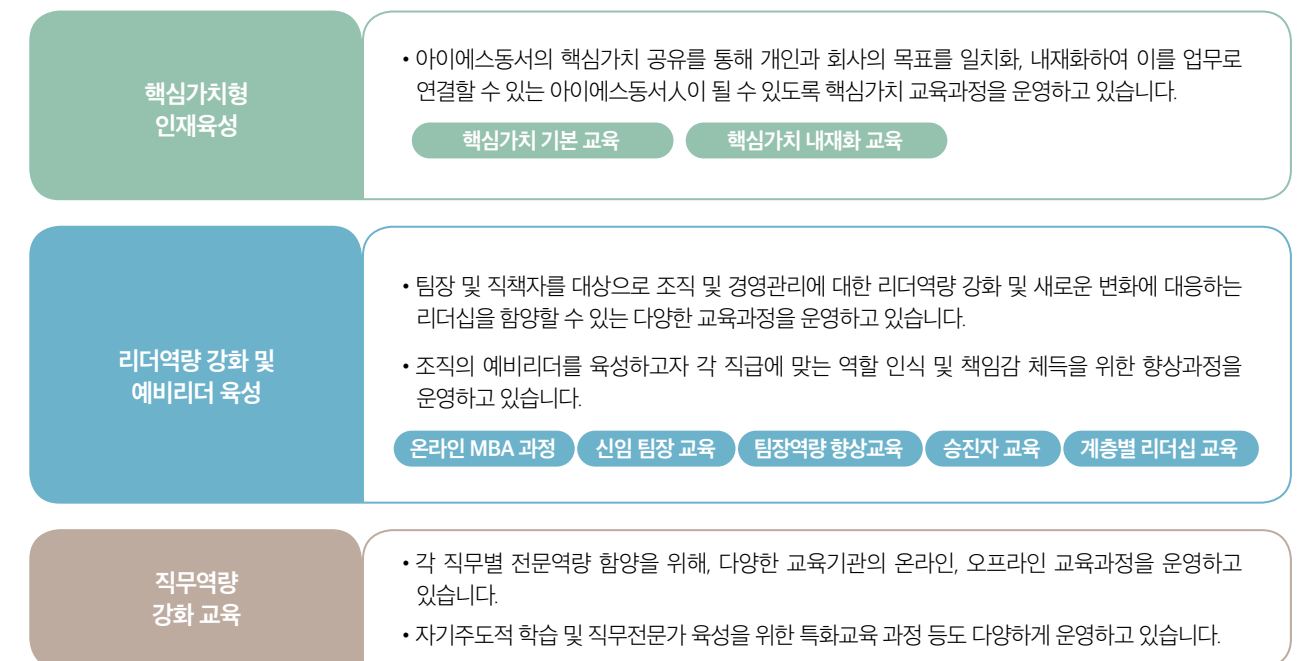 핵심가치형
인재육성
• 아이에스동서의 핵심가치 공유를 통해 개인과 회사의 목표를 일치화, 내재화하여 이를 업무로
연결할 수 있는 아이에스동서人이 될 수 있도록 핵심가치 교육과정을 운영하고 있습니다.
핵심가치 기본 교육 핵심가치 내재화 교육
리더역량 강화 및
예비리더 육성
• 팀장 및 직책자를 대상으로 조직 및 경영관리에 대한 리더역량 강화 및 새로운 변화에 대응하는
리더십을 함양할 수 있는 다양한 교육과정을 운영하고 있습니다.
• 조직의 예비리더를 육성하고자 각 직급에 맞는 역할 인식 및 책임감 체득을 위한 향상과정을
운영하고 있습니다.
온라인 MBA 과정 신임 팀장 교육 팀장역량 향상교육 승진자 교육 계층별 리더십 교육
직무역량
강화 교육
• 각 직무별 전문역량 함양을 위해, 다양한 교육기관의 온라인, 오프라인 교육과정을 운영하고
있습니다.
• 자기주도적 학습 및 직무전문가 육성을 위한 특화교육 과정 등도 다양하게 운영하고 있습니다.